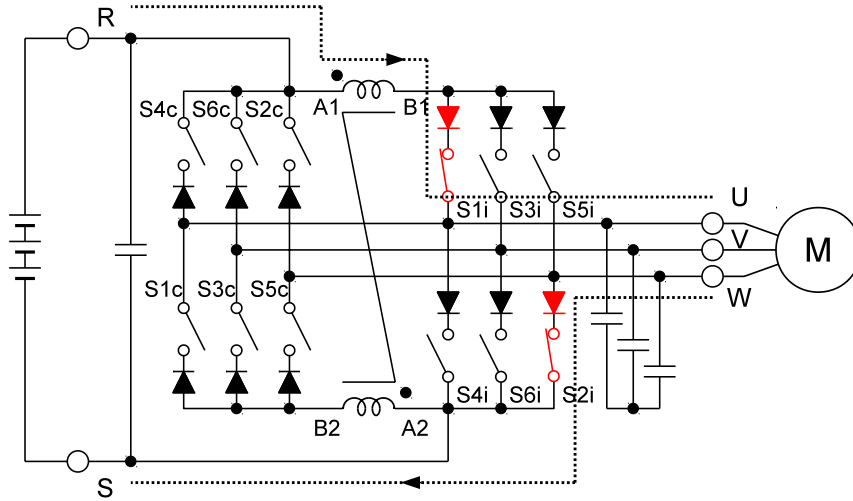 R
S4c S6c S2c A1 B1
S1i S3i S5i U
V
M
S1c S3c S5c W
S4i S6i S2i
B2 A2
S